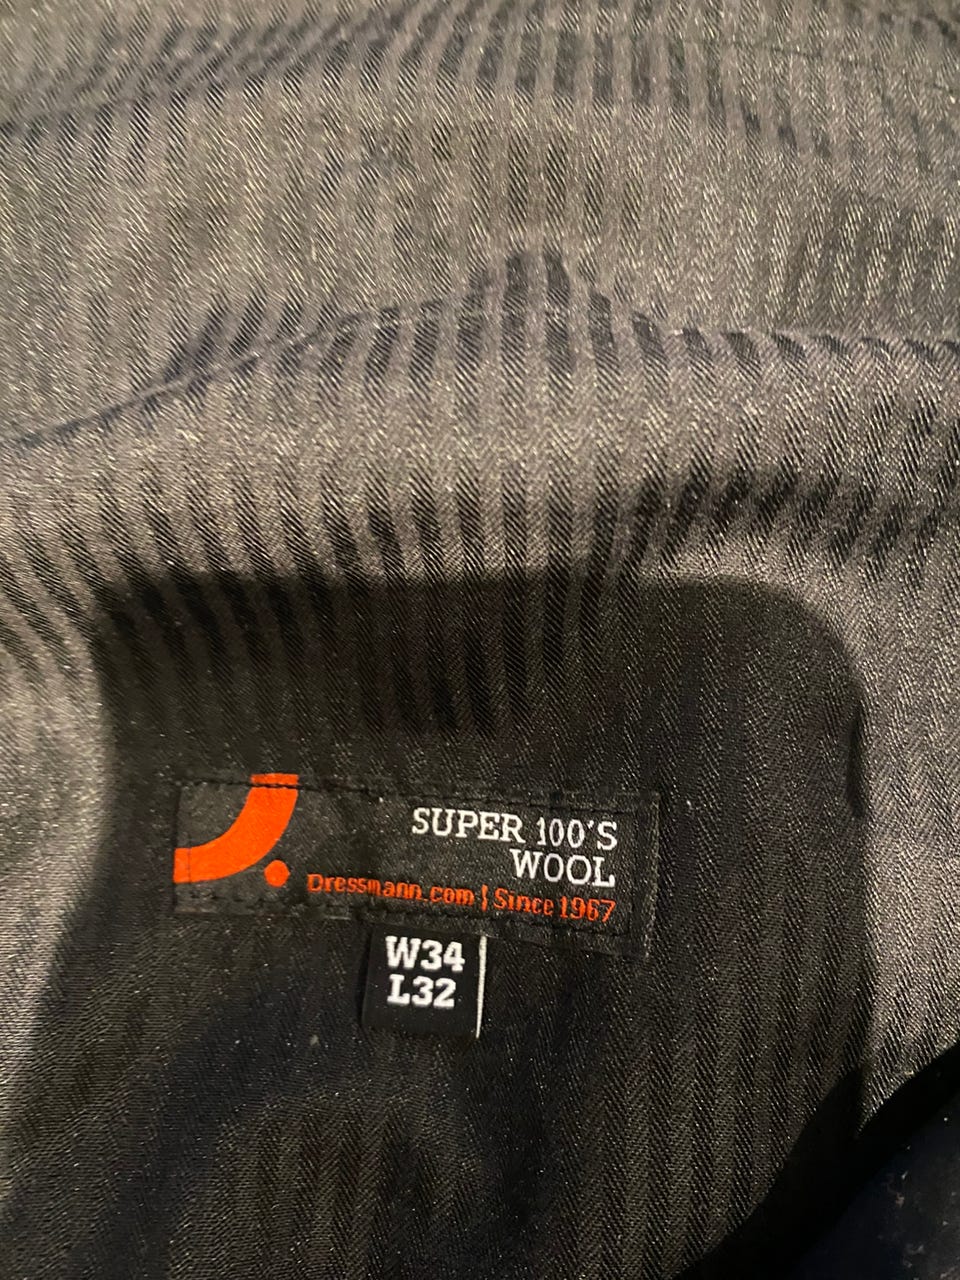 SUPER 100'S
WOOL
Dressmann.com | Since 1967
W34
L32